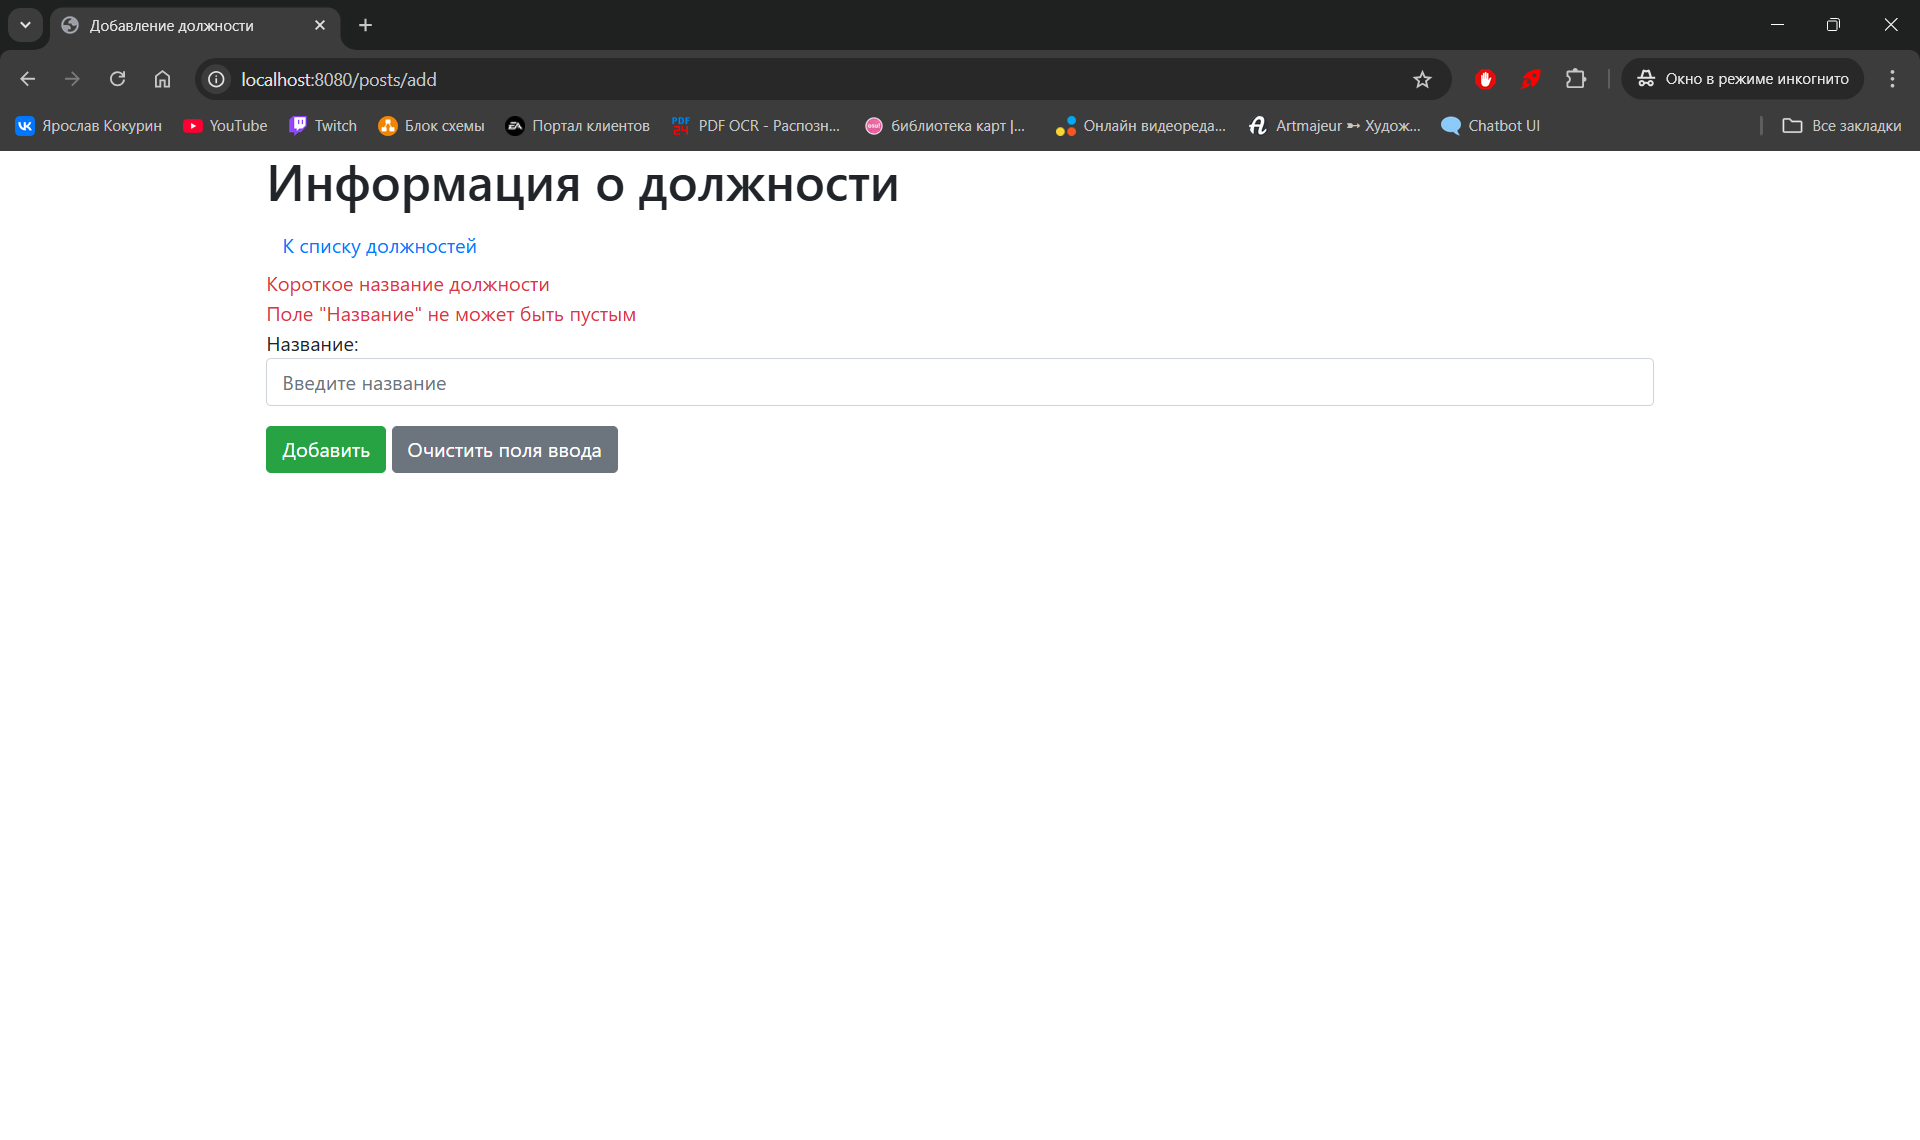 Добавление должности
localhost:8080/posts/add
Окно в режиме инкогнито
Ярослав Кокурин
YouTube
Twitch
Блок схемы
Портал клиентов
PDF OCR - Распозн...
библиотека карт |...
Онлайн видеореда...
Artmajeur ➳ Худож...
Chatbot UI
Все закладки
Информация о должности
К списку должностей
Короткое название должности
Поле "Название" не может быть пустым
Название:
Введите название
Добавить
Очистить поля ввода